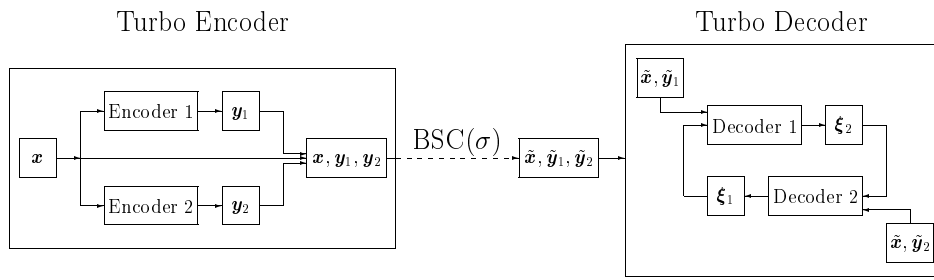 Turbo Encoder
Turbo Decoder
x
Encoder 1
y₁
Encoder 2
y₂
x, y₁, y₂
BSC(σ)
x̃, ỹ₁, ỹ₂
x̃, ỹ₁
Decoder 1
ξ₂
ξ₁
Decoder 2
x̃, ỹ₂